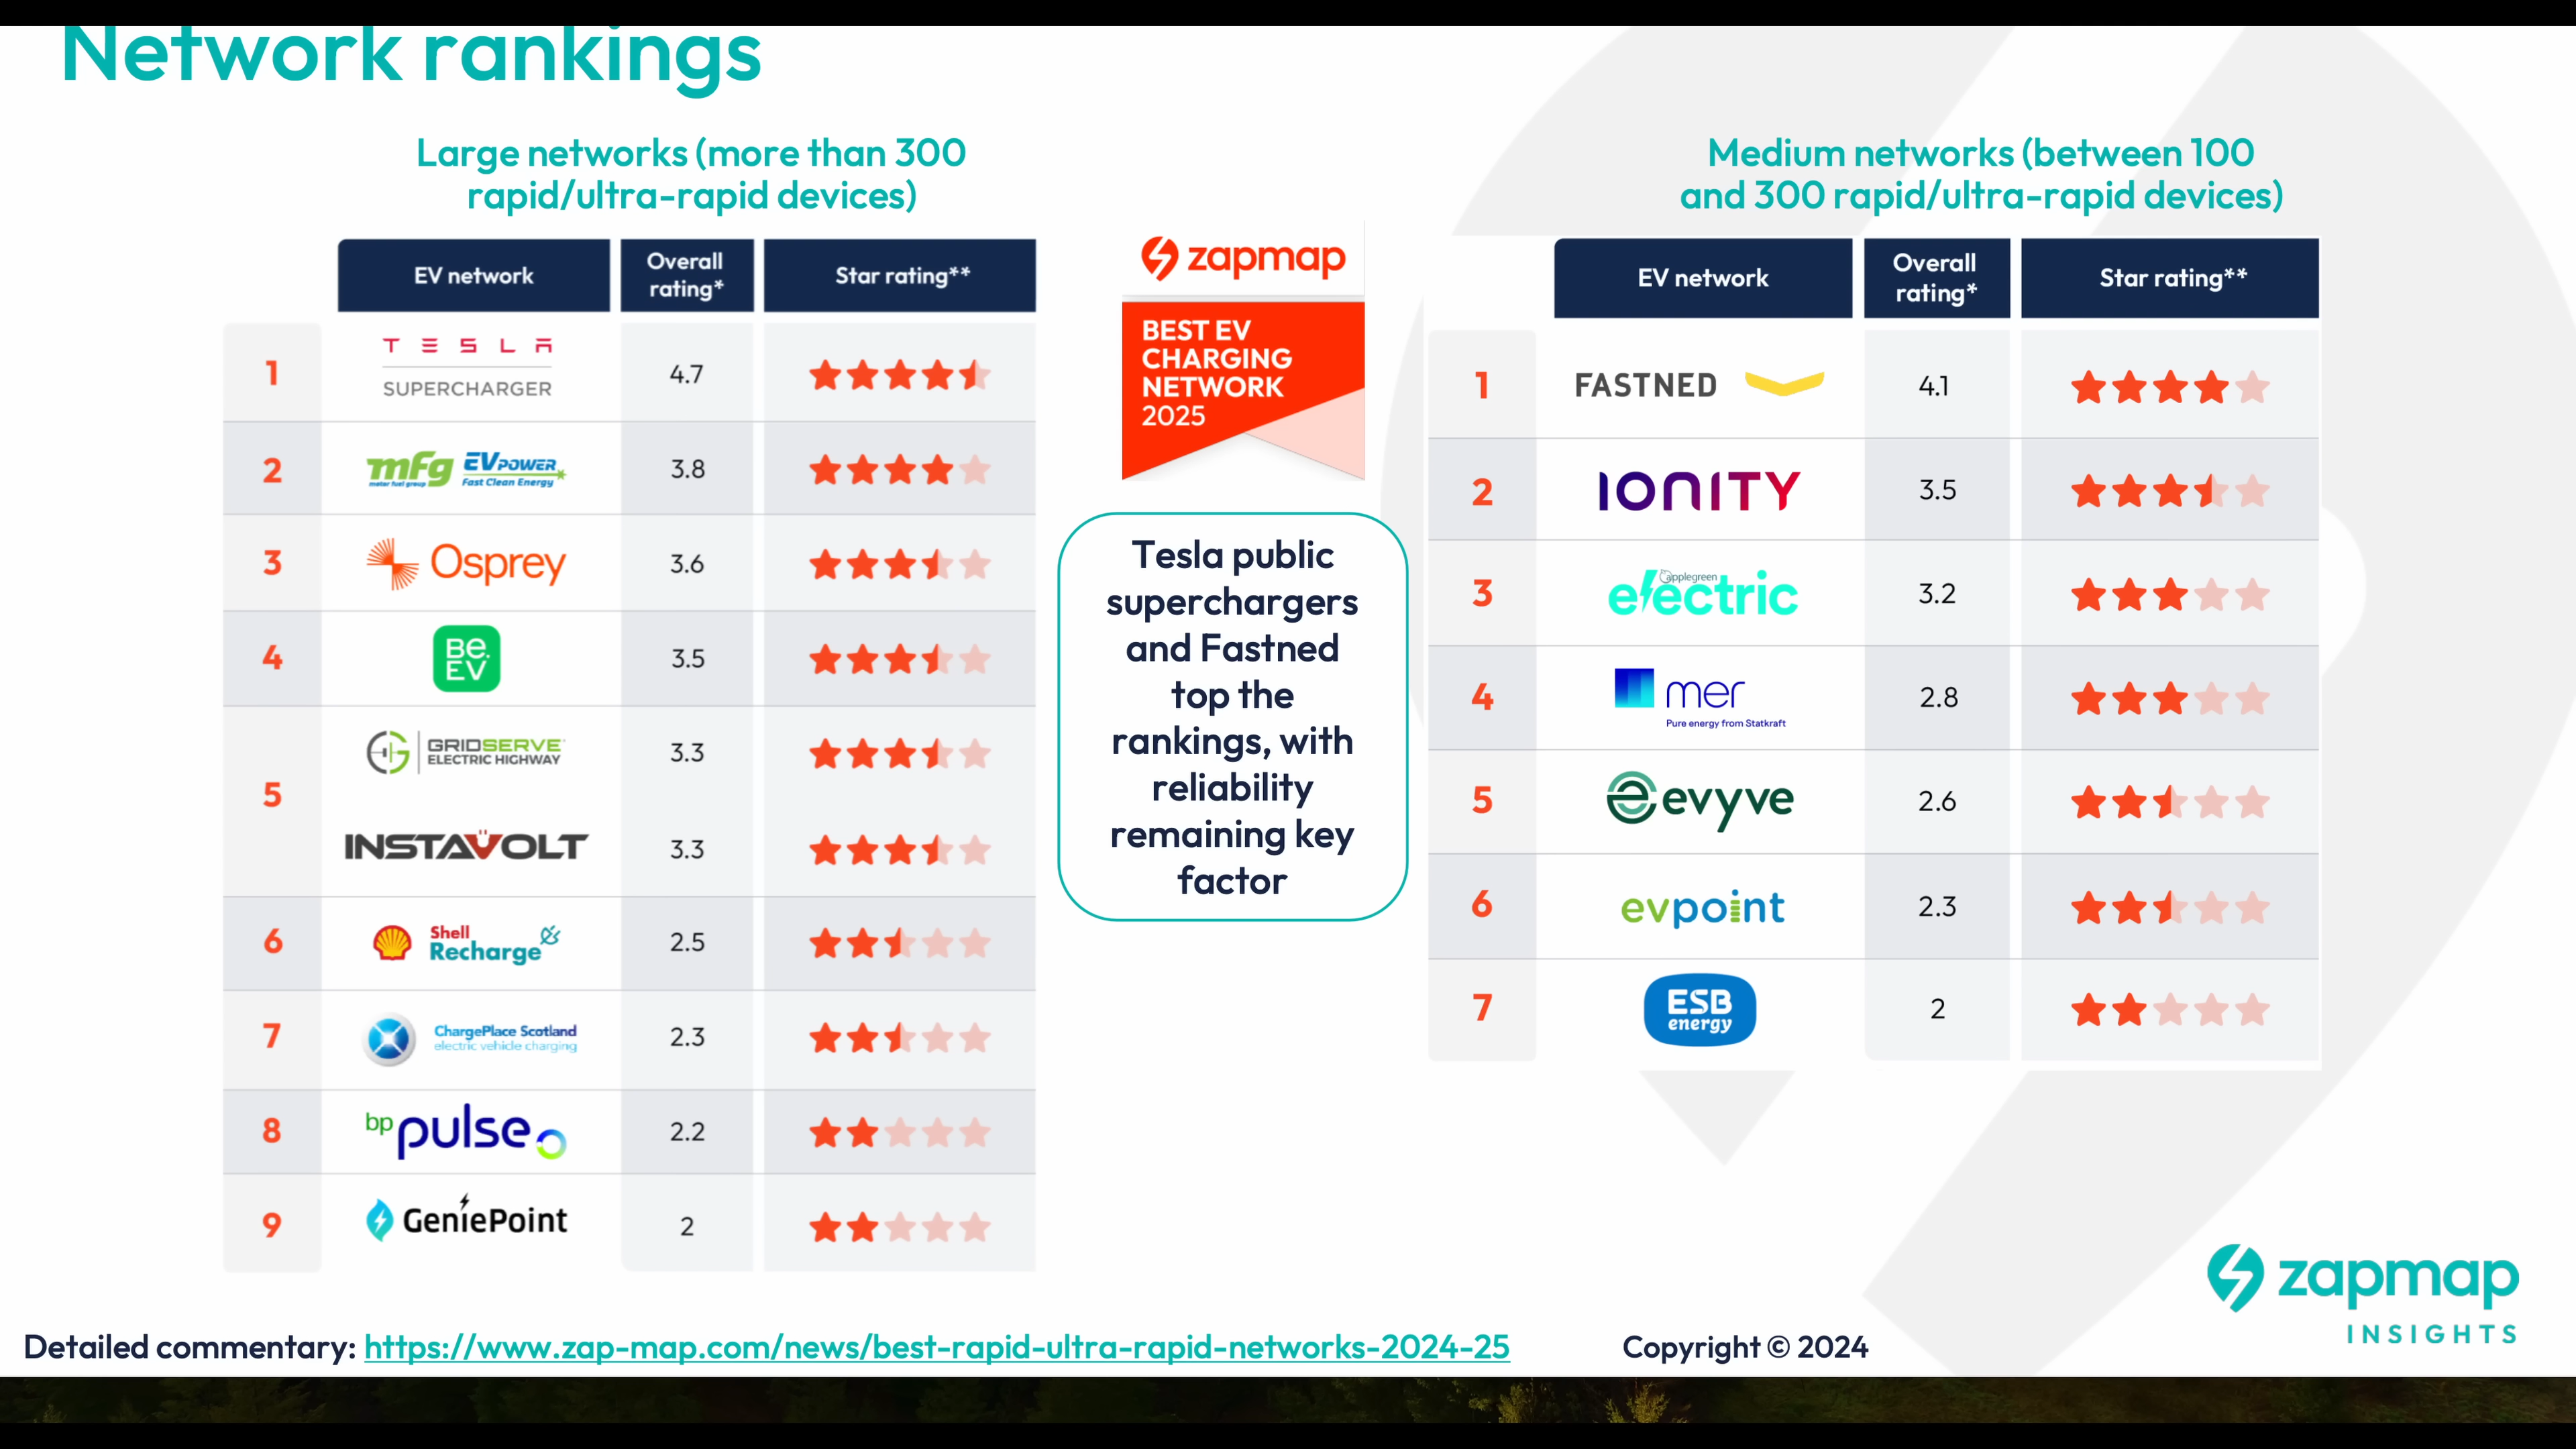 Network rankings
Large networks (more than 300
rapid/ultra-rapid devices)
EV network
Overall
rating*
Star rating**
1
TESLA
SUPERCHARGER
4.7
2
mfg
motor fuel group
EVPOWER
Fast Clean Energy
3.8
3
Osprey
3.6
4
Be.
EV
3.5
5
GRIDSERVE
ELECTRIC HIGHWAY
3.3
INSTAVOLT
3.3
6
Shell
Recharge
2.5
7
ChargePlace Scotland
electric vehicle charging
2.3
8
bp pulse
2.2
9
GeniePoint
2
zapmap
BEST EV
CHARGING
NETWORK
2025
Tesla public
superchargers
and Fastned
top the
rankings, with
reliability
remaining key
factor
Medium networks (between 100
and 300 rapid/ultra-rapid devices)
EV network
Overall
rating*
Star rating**
1
FASTNED
4.1
2
IONITY
3.5
3
applegreen
electric
3.2
4
mer
Pure energy from Statkraft
2.8
5
evyve
2.6
6
evpoint
2.3
7
ESB
energy
2
zapmap
INSIGHTS
Detailed commentary: https://www.zap-map.com/news/best-rapid-ultra-rapid-networks-2024-25
Copyright © 2024